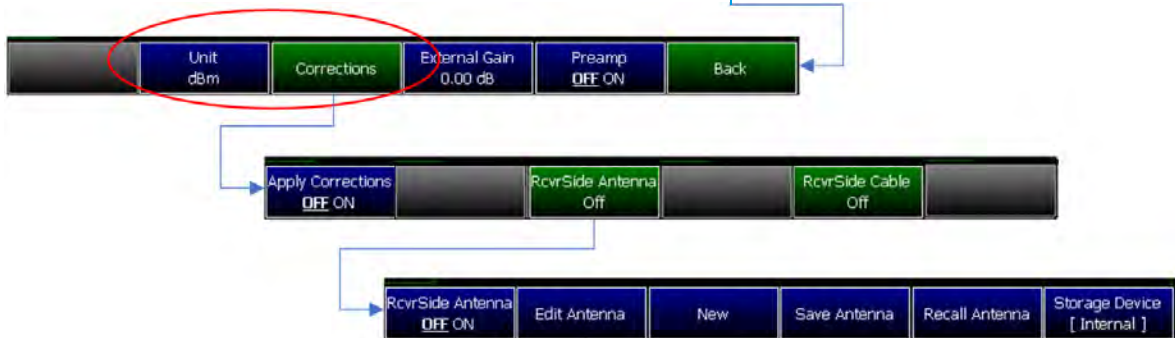 Unit
dBm
Corrections
External Gain
0.00 dB
Preamp
OFF ON
Back
Apply Corrections
OFF ON
RcvrSide Antenna
Off
RcvrSide Cable
Off
RcvrSide Antenna
OFF ON
Edit Antenna
New
Save Antenna
Recall Antenna
Storage Device
[ Internal ]